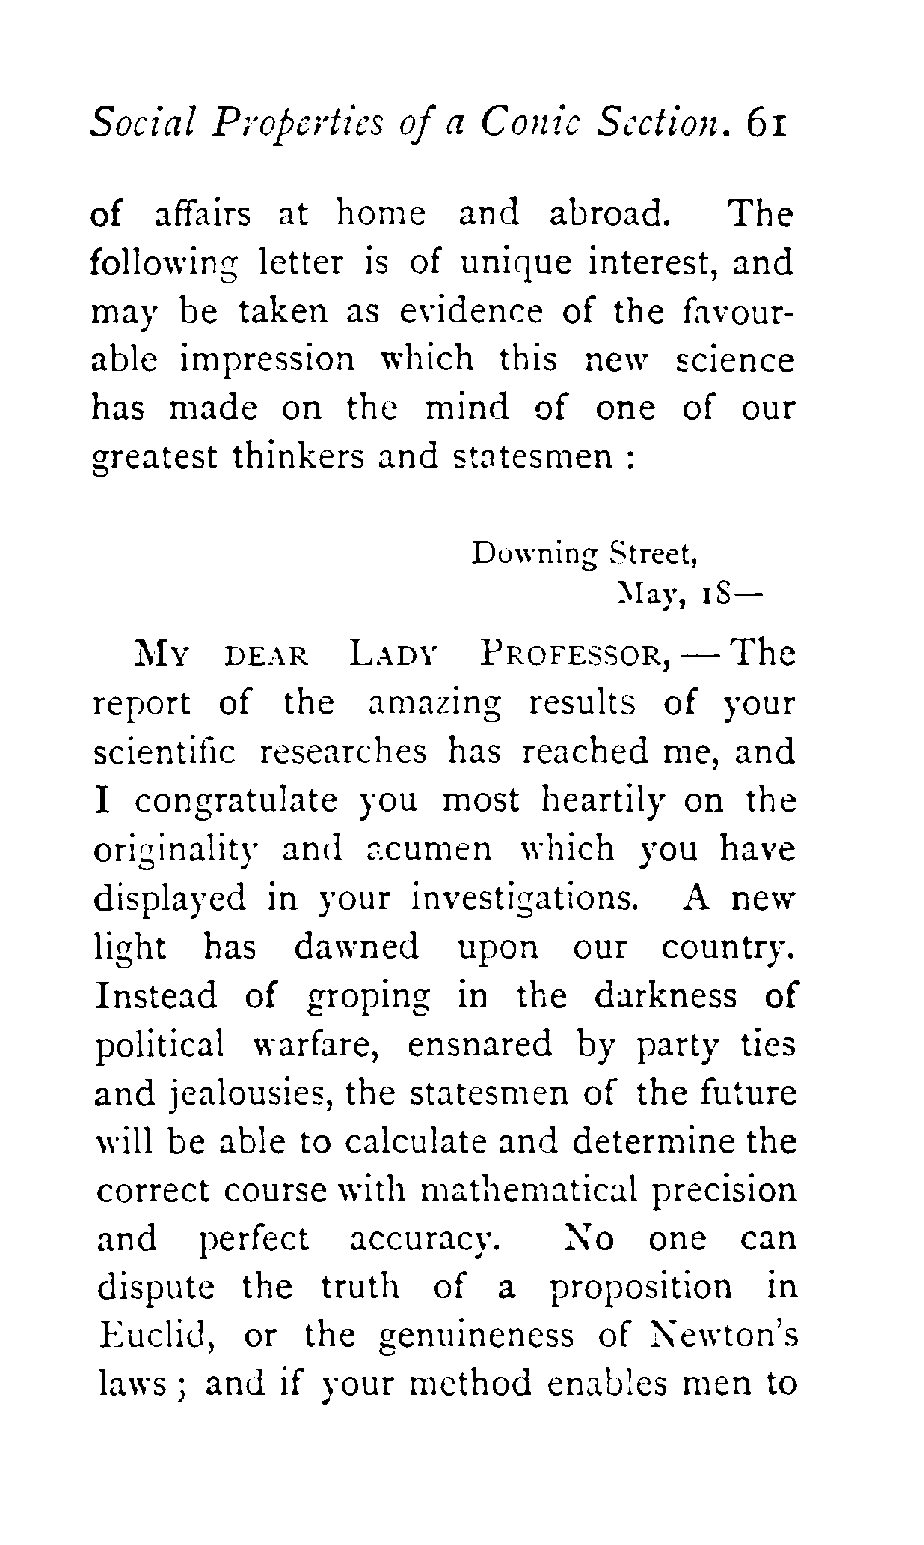 Social Properties of a Conic Section. 61
of affairs at home and abroad. The
following letter is of unique interest, and
may be taken as evidence of the favour-
able impression which this new science
has made on the mind of one of our
greatest thinkers and statesmen :
Downing Street,
May, 18—
MY DEAR LADY PROFESSOR, — The
report of the amazing results of your
scientific researches has reached me, and
I congratulate you most heartily on the
originality and acumen which you have
displayed in your investigations. A new
light has dawned upon our country.
Instead of groping in the darkness of
political warfare, ensnared by party ties
and jealousies, the statesmen of the future
will be able to calculate and determine the
correct course with mathematical precision
and perfect accuracy. No one can
dispute the truth of a proposition in
Euclid, or the genuineness of Newton's
laws ; and if your method enables men to